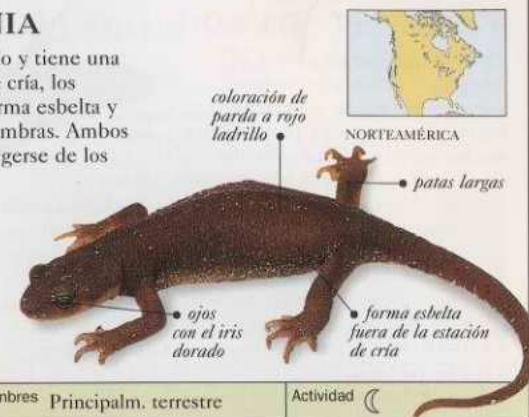 NIA
o y tiene una
cría, los
rma esbelta y
mbras. Ambos
gerse de los
coloración de
parda a rojo
ladrillo
NORTEAMÉRICA
patas largas
ojos
con el iris
dorado
forma esbelta
fuera de la estación
de cría
mbres Principalm. terrestre
Actividad